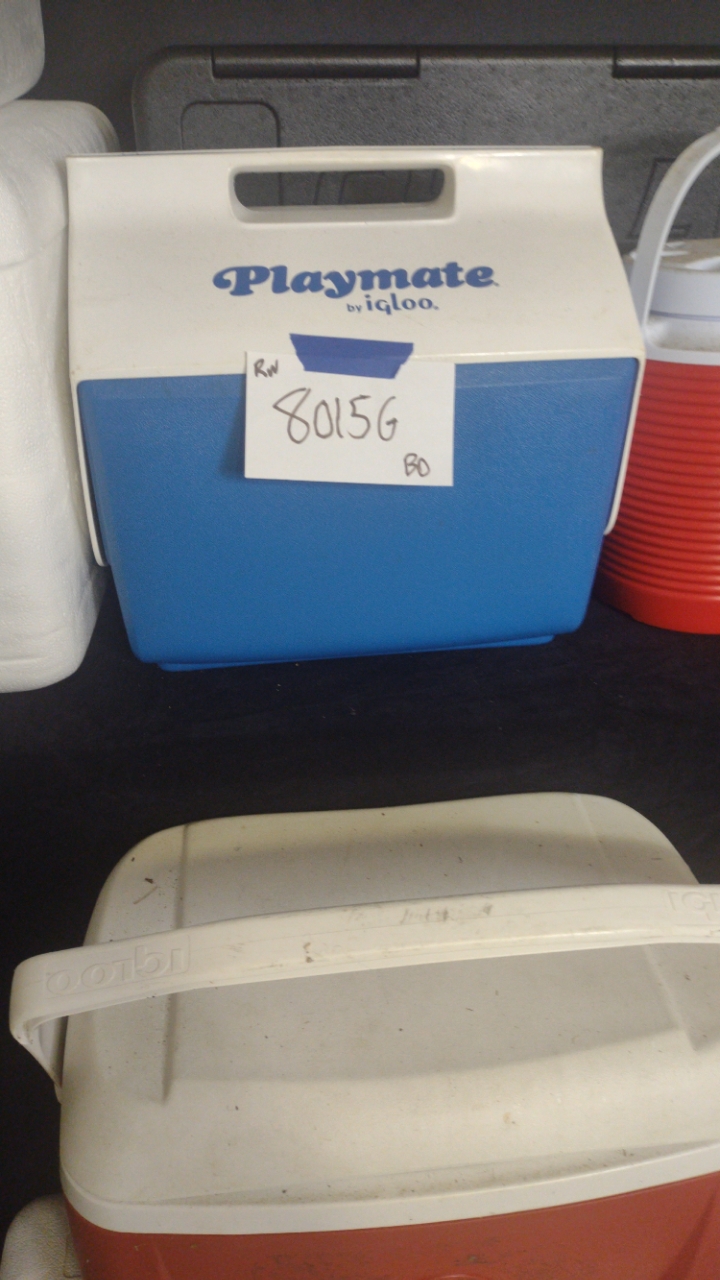 Playmate
by igloo.
RW
8015G
BO
IGLOO